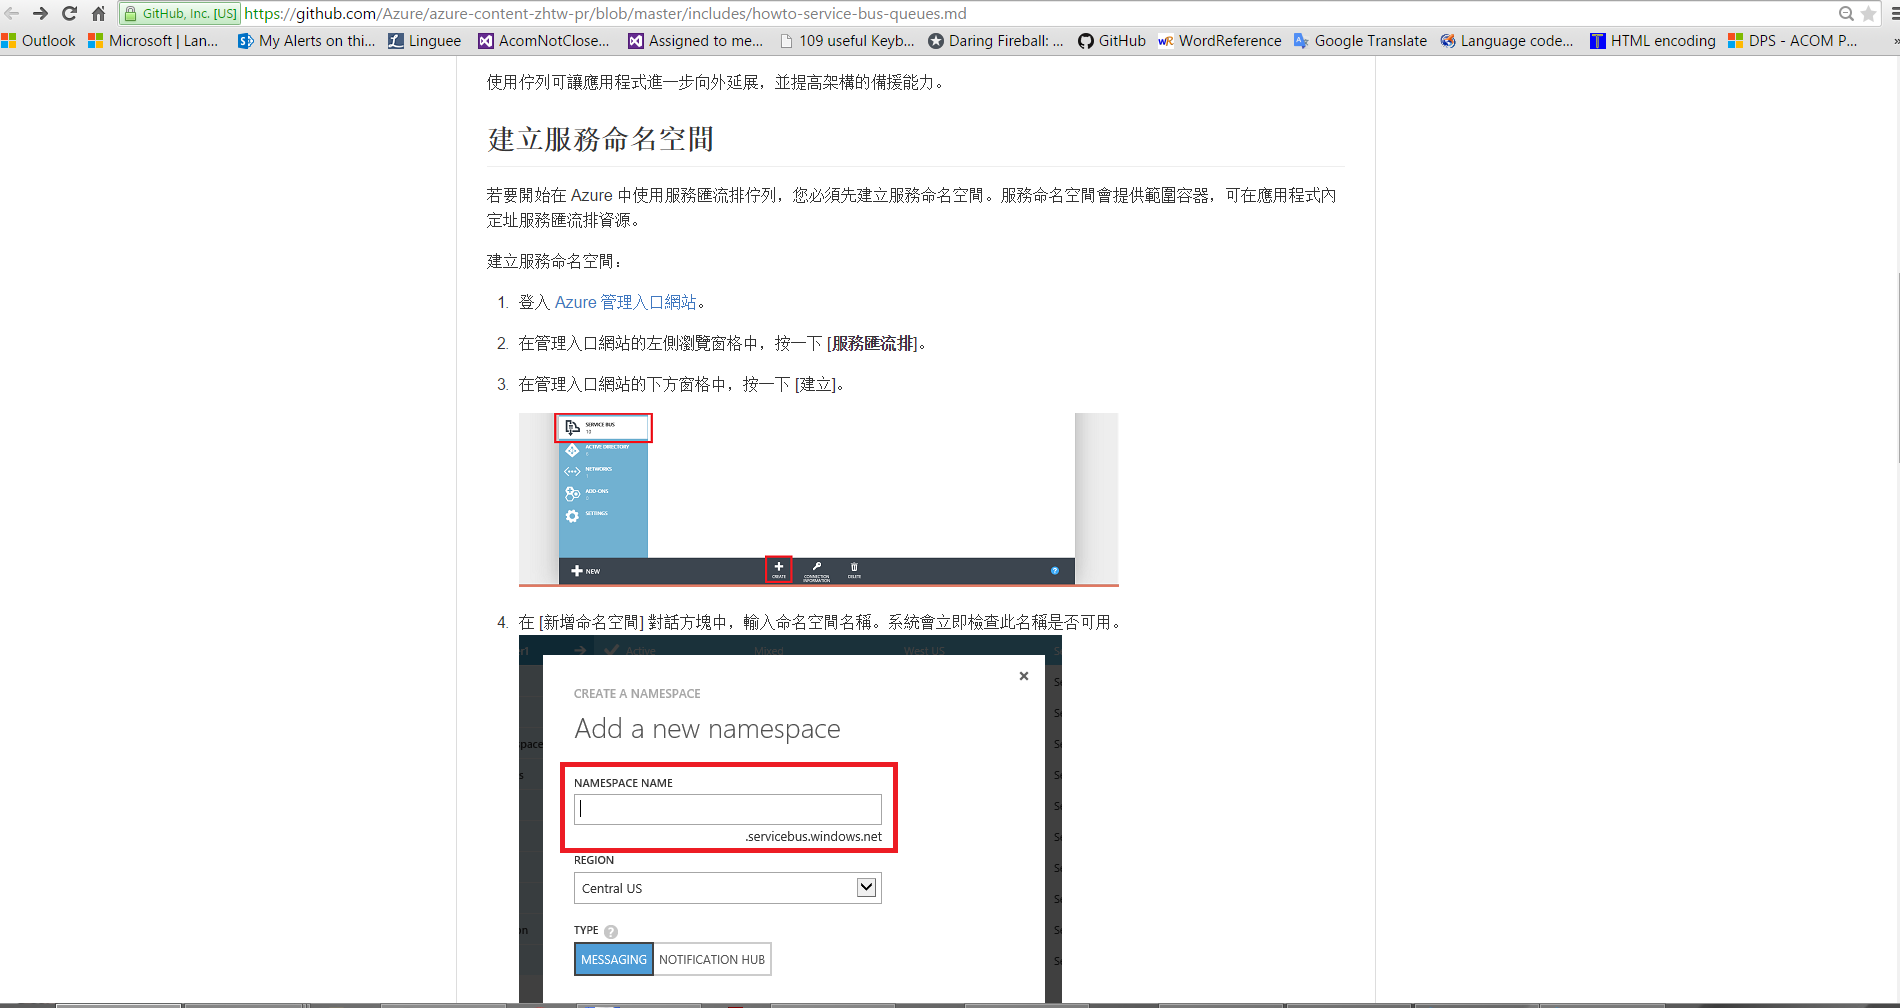 GitHub, Inc. [US] https://github.com/Azure/azure-content-zhtw-pr/blob/master/includes/howto-service-bus-queues.md
Outlook Microsoft | Lan... My Alerts on thi... Linguee AcomNotClose... Assigned to me... 109 useful Keyb... Daring Fireball: ... GitHub WordReference Google Translate Language code... HTML encoding DPS - ACOM P... »
使用佇列可讓應用程式進一步向外延展，並提高架構的備援能力。
建立服務命名空間
若要開始在 Azure 中使用服務匯流排佇列，您必須先建立服務命名空間。服務命名空間會提供範圍容器，可在應用程式內
定址服務匯流排資源。
建立服務命名空間：
1. 登入 Azure 管理入口網站。
2. 在管理入口網站的左側瀏覽窗格中，按一下 [服務匯流排]。
3. 在管理入口網站的下方窗格中，按一下 [建立]。
SERVICE BUS
10
ACTIVE DIRECTORY
NETWORKS
ADD-ONS
SETTINGS
NEW
CREATE
CONNECTION INFORMATION
DELETE
4. 在 [新增命名空間] 對話方塊中，輸入命名空間名稱。系統會立即檢查此名稱是否可用。
Active Mixed West US
CREATE A NAMESPACE
Add a new namespace
NAMESPACE NAME
.servicebus.windows.net
REGION
Central US
TYPE ?
MESSAGING NOTIFICATION HUB